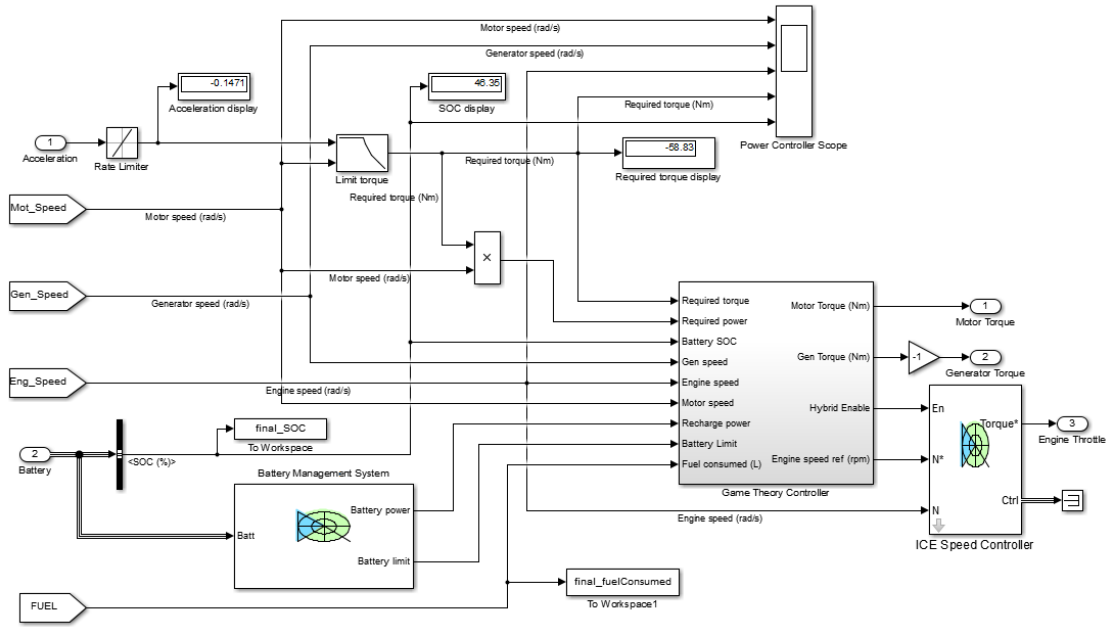 Motor speed (rad/s)
Generator speed (rad/s)
-0.1471
Acceleration display
46.35
SOC display
Required torque (Nm)
Power Controller Scope
1
Acceleration
Rate Limiter
Limit torque
Required torque (Nm)
-58.83
Required torque display
Required torque (Nm)
Mot_Speed
Motor speed (rad/s)
×
Motor speed (rad/s)
Gen_Speed
Generator speed (rad/s)
Required torque
Required power
Battery SOC
Gen speed
Engine speed
Motor speed
Recharge power
Battery Limit
Fuel consumed (L)
Motor Torque (Nm)
Gen Torque (Nm)
Hybrid Enable
Engine speed ref (rpm)
Game Theory Controller
1
Motor Torque
-1
2
Generator Torque
Eng_Speed
Engine speed (rad/s)
En
N*
N
Torque*
Ctrl
ICE Speed Controller
3
Engine Throttle
2
Battery
<SOC (%)>
final_SOC
To Workspace
Battery Management System
Batt
Battery power
Battery limit
Engine speed (rad/s)
FUEL
final_fuelConsumed
To Workspace1